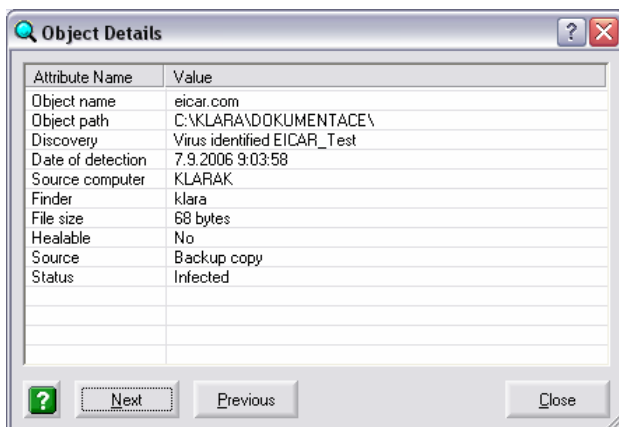 Object Details
Attribute Name Value
Object name eicar.com
Object path C:\KLARA\DOKUMENTACE\
Discovery Virus identified EICAR_Test
Date of detection 7.9.2006 9:03:58
Source computer KLARAK
Finder klara
File size 68 bytes
Healable No
Source Backup copy
Status Infected
Next Previous Close